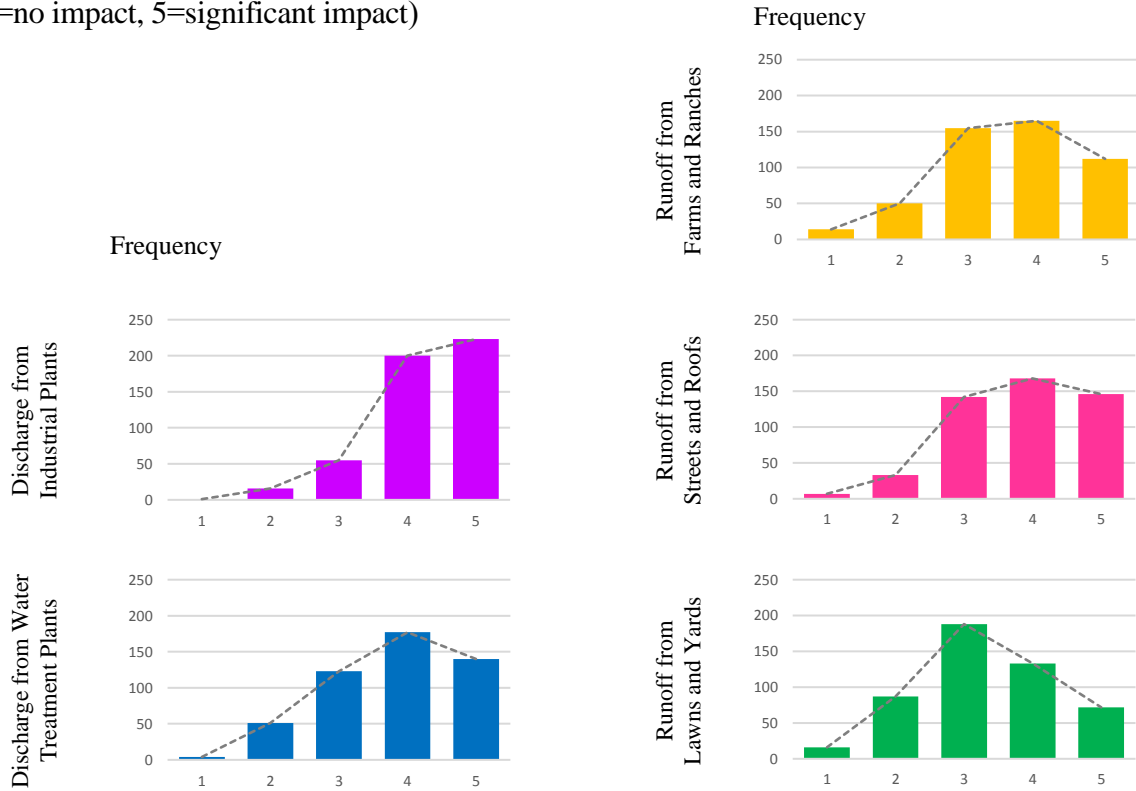 =no impact, 5=significant impact)
Frequency
Runoff from
Farms and Ranches
250
200
150
100
50
0
1 2 3 4 5
Frequency
Discharge from
Industrial Plants
250
200
150
100
50
0
1 2 3 4 5
Runoff from
Streets and Roofs
250
200
150
100
50
0
1 2 3 4 5
Discharge from Water
Treatment Plants
250
200
150
100
50
0
1 2 3 4 5
Runoff from
Lawns and Yards
250
200
150
100
50
0
1 2 3 4 5